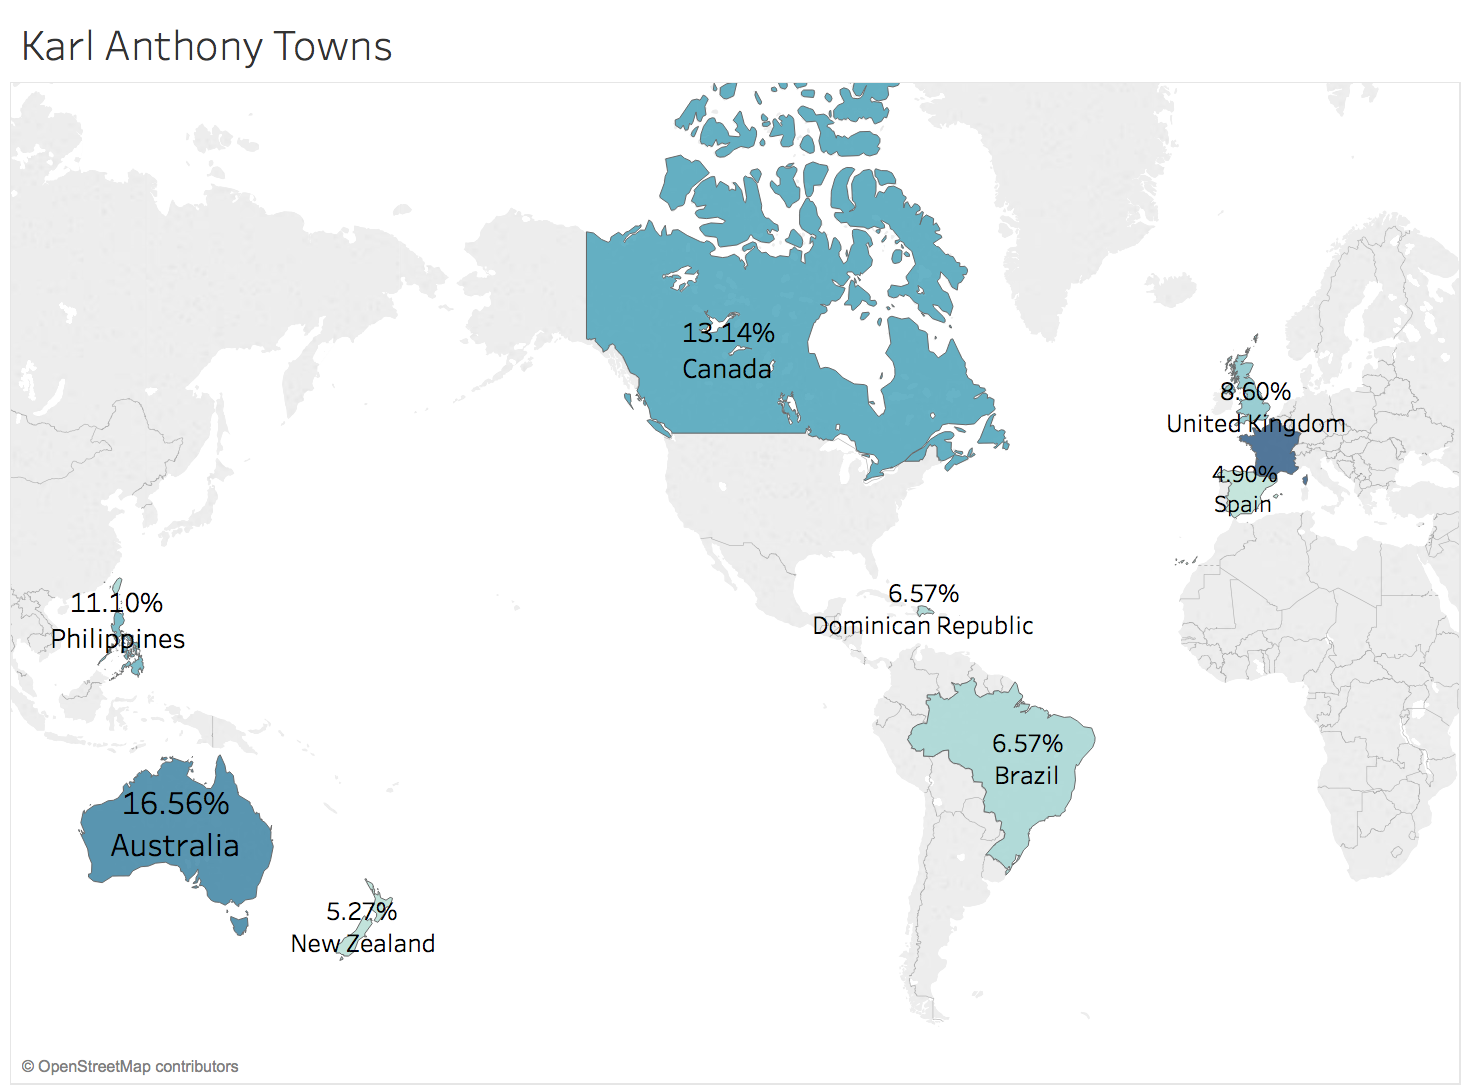 Karl Anthony Towns
13.14%
Canada
8.60%
United Kingdom
4.90%
Spain
11.10%
Philippines
6.57%
Dominican Republic
6.57%
Brazil
16.56%
Australia
5.27%
New Zealand
© OpenStreetMap contributors